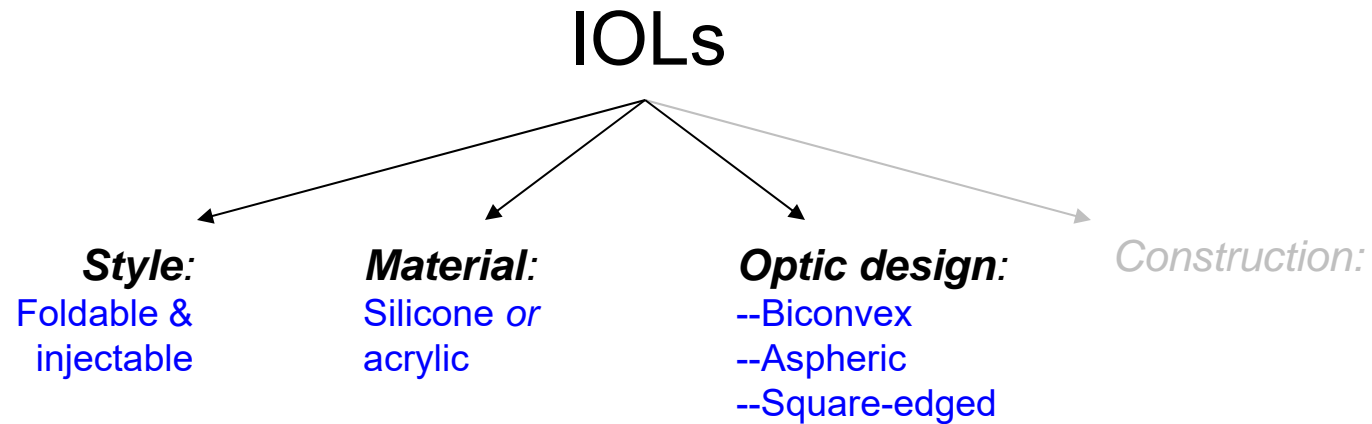 IOLs
Style:
Foldable &
injectable
Material:
Silicone or
acrylic
Optic design:
--Biconvex
--Aspheric
--Square-edged
Construction: